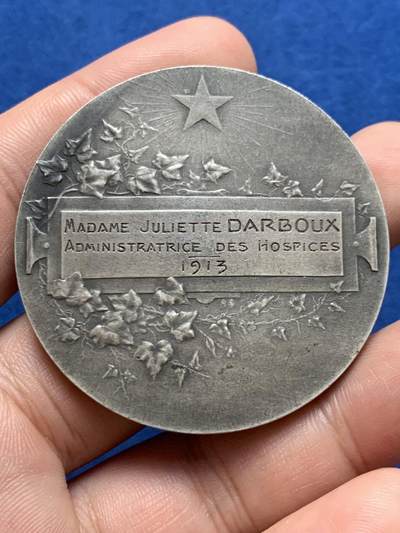 MADAME JULIETTE DARBOUX
ADMINISTRATRICE DES HOSPICES
1913